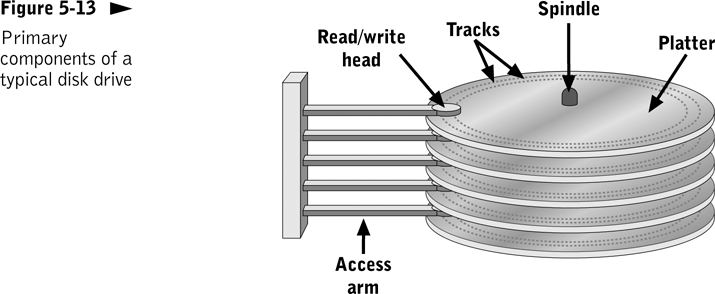 Figure 5-13
Primary
components of a
typical disk drive
Read/write
head
Tracks
Spindle
Platter
Access
arm